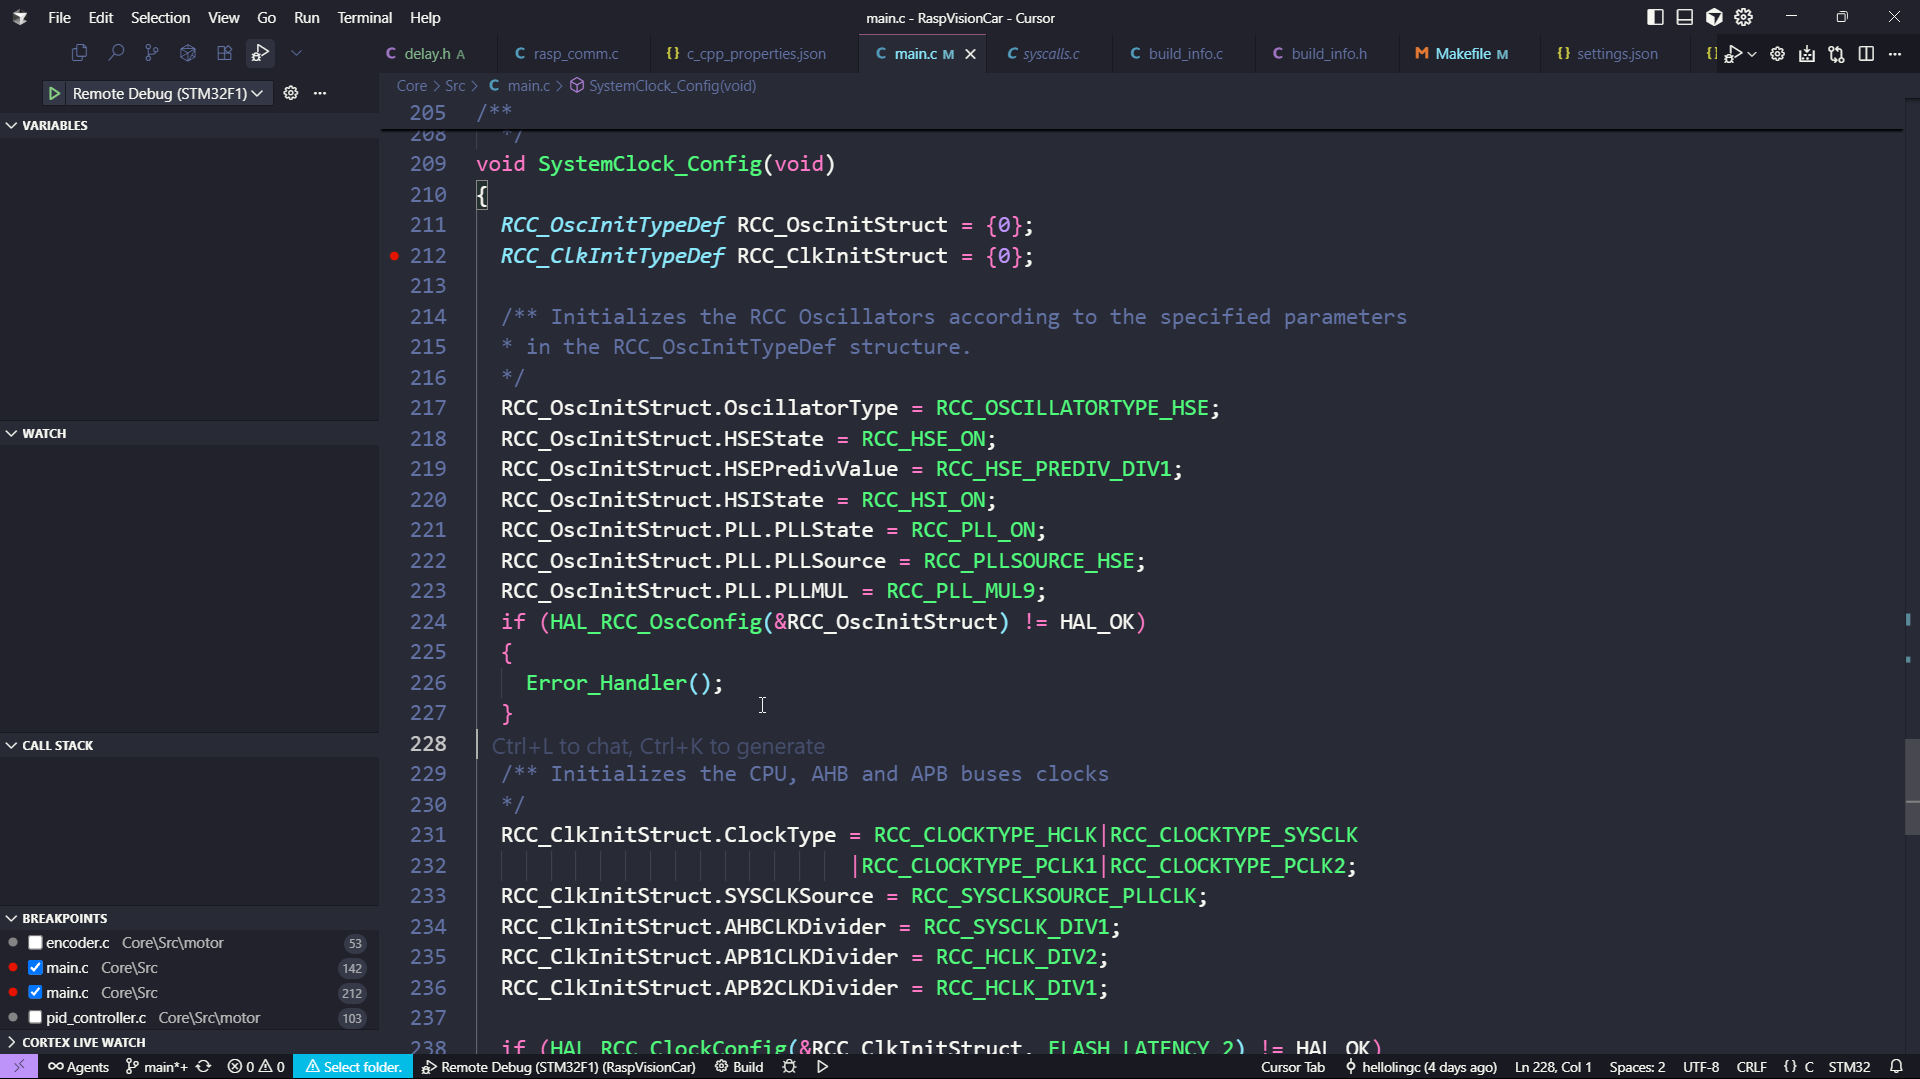 File Edit Selection View Go Run Terminal Help
main.c - RaspVisionCar - Cursor
C delay.h A
C rasp_comm.c
{} c_cpp_properties.json
C main.c M
C syscalls.c
C build_info.c
C build_info.h
M Makefile M
{} settings.json
Remote Debug (STM32F1)
Core > Src > C main.c > SystemClock_Config(void)
VARIABLES
WATCH
CALL STACK
BREAKPOINTS
encoder.c Core\Src\motor 53
main.c Core\Src 142
main.c Core\Src 212
pid_controller.c Core\Src\motor 103
CORTEX LIVE WATCH
205 /**
208 */
209 void SystemClock_Config(void)
210 {
211 RCC_OscInitTypeDef RCC_OscInitStruct = {0};
212 RCC_ClkInitTypeDef RCC_ClkInitStruct = {0};
213
214 /** Initializes the RCC Oscillators according to the specified parameters
215 * in the RCC_OscInitTypeDef structure.
216 */
217 RCC_OscInitStruct.OscillatorType = RCC_OSCILLATORTYPE_HSE;
218 RCC_OscInitStruct.HSEState = RCC_HSE_ON;
219 RCC_OscInitStruct.HSEPredivValue = RCC_HSE_PREDIV_DIV1;
220 RCC_OscInitStruct.HSIState = RCC_HSI_ON;
221 RCC_OscInitStruct.PLL.PLLState = RCC_PLL_ON;
222 RCC_OscInitStruct.PLL.PLLSource = RCC_PLLSOURCE_HSE;
223 RCC_OscInitStruct.PLL.PLLMUL = RCC_PLL_MUL9;
224 if (HAL_RCC_OscConfig(&RCC_OscInitStruct) != HAL_OK)
225 {
226 Error_Handler();
227 }
228 Ctrl+L to chat, Ctrl+K to generate
229 /** Initializes the CPU, AHB and APB buses clocks
230 */
231 RCC_ClkInitStruct.ClockType = RCC_CLOCKTYPE_HCLK|RCC_CLOCKTYPE_SYSCLK
232 |RCC_CLOCKTYPE_PCLK1|RCC_CLOCKTYPE_PCLK2;
233 RCC_ClkInitStruct.SYSCLKSource = RCC_SYSCLKSOURCE_PLLCLK;
234 RCC_ClkInitStruct.AHBCLKDivider = RCC_SYSCLK_DIV1;
235 RCC_ClkInitStruct.APB1CLKDivider = RCC_HCLK_DIV2;
236 RCC_ClkInitStruct.APB2CLKDivider = RCC_HCLK_DIV1;
237
238 if (HAL_RCC_ClockConfig(&RCC_ClkInitStruct, FLASH_LATENCY_2) != HAL_OK)
Agents main*+ 0 0 Select folder. Remote Debug (STM32F1) (RaspVisionCar) Build
Cursor Tab hellolingc (4 days ago) Ln 228, Col 1 Spaces: 2 UTF-8 CRLF {} C STM32